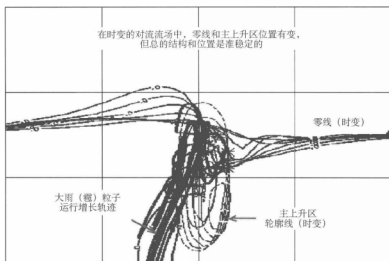 在时变的对流流场中，零线和主上升区位置有变，
但总的结构和位置是准稳定的
零线（时变）
大雨（雹）粒子
运行增长轨迹
主上升区
轮廓线（时变）